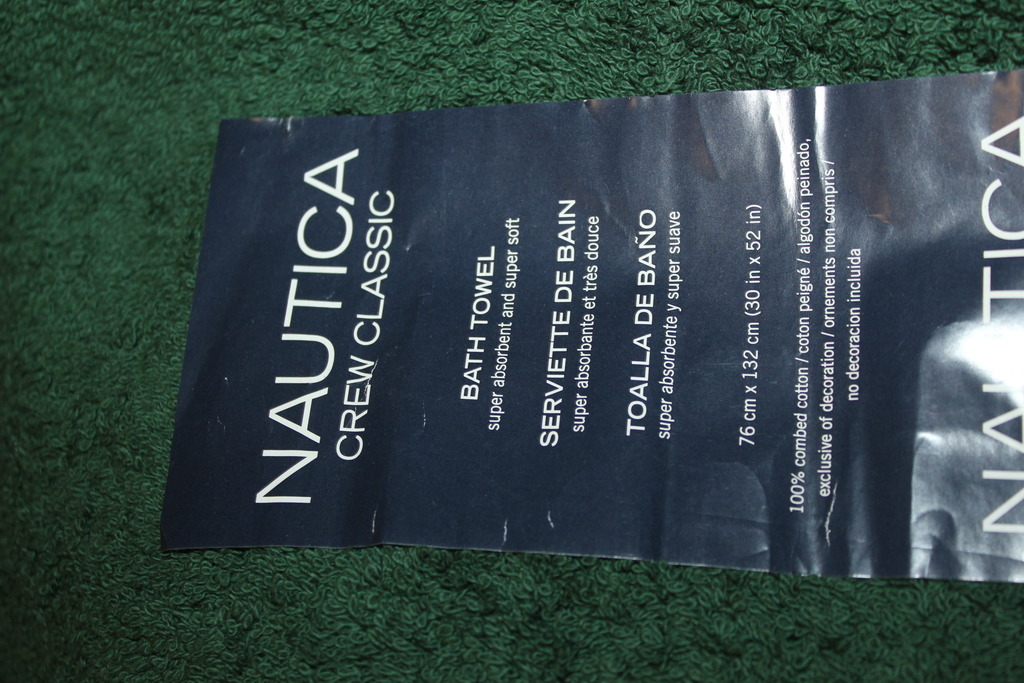 NAUTICA
CREW CLASSIC
BATH TOWEL
super absorbent and super soft
SERVIETTE DE BAIN
super absorbante et très douce
TOALLA DE BAÑO
super absorbente y super suave
76 cm x 132 cm (30 in x 52 in)
100% combed cotton / coton peigné / algodón peinado,
exclusive of decoration / ornements non compris /
no decoracion incluida
NAUTICA